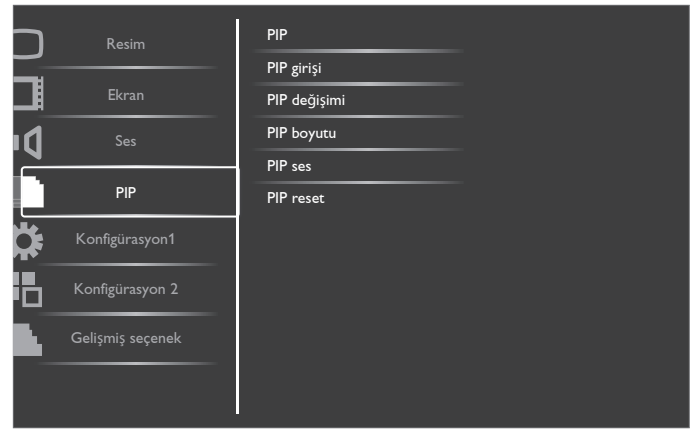 Resim
Ekran
Ses
PIP
Konfigürasyon1
Konfigürasyon 2
Gelişmiş seçenek
PIP
PIP girişi
PIP değişimi
PIP boyutu
PIP ses
PIP reset